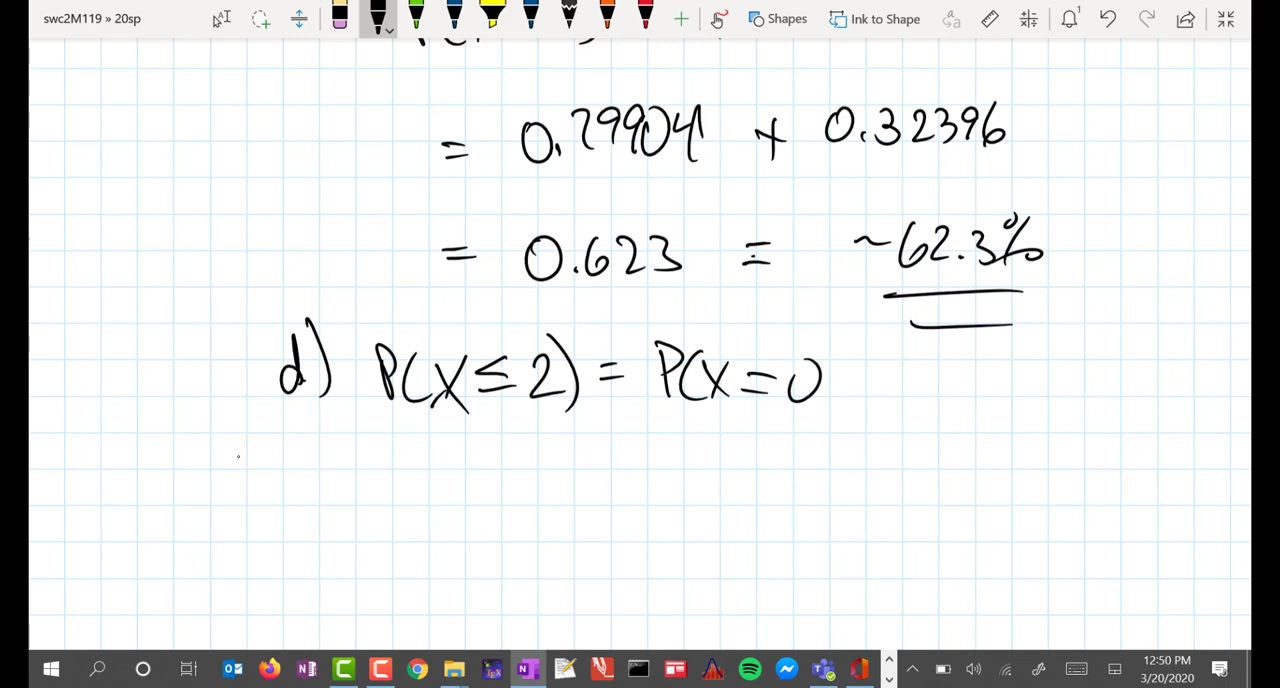 swc2M119 » 20sp
Shapes
Ink to Shape
= 0.29904 + 0.32396
= 0.623 = ~62.3%
d) P(X ≤ 2) = P(X = 0
12:50 PM
3/20/2020